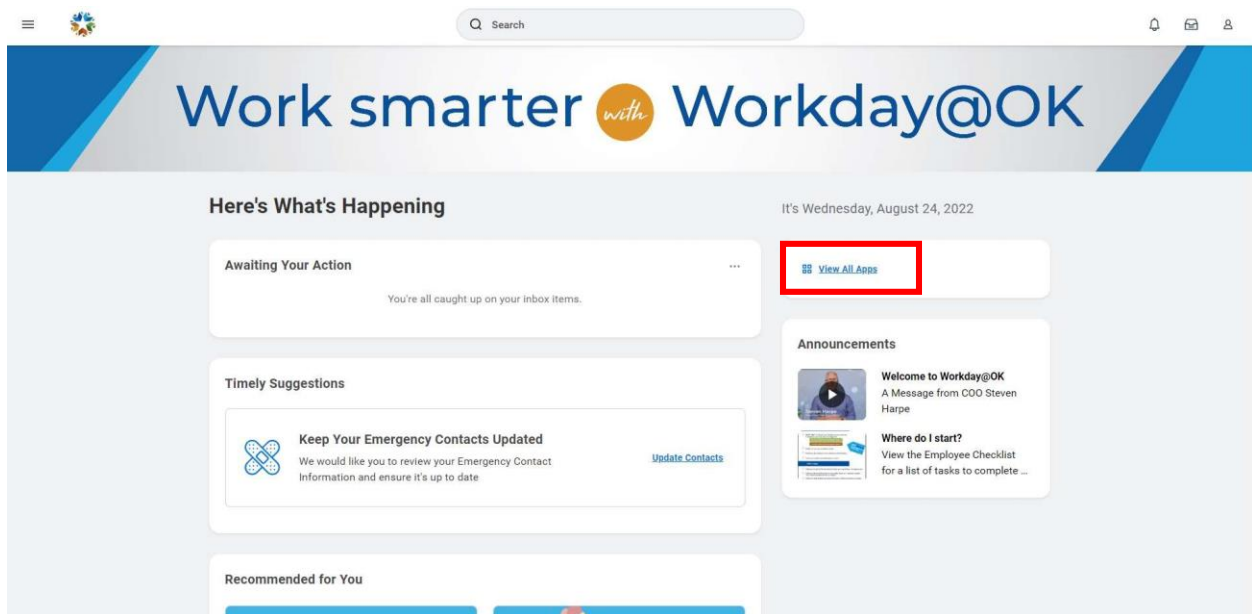 Search
Work smarter with Workday@OK
Here's What's Happening
It's Wednesday, August 24, 2022
Awaiting Your Action
You're all caught up on your inbox items.
View All Apps
Timely Suggestions
Keep Your Emergency Contacts Updated
We would like you to review your Emergency Contact
Information and ensure it's up to date
Update Contacts
Announcements
Welcome to Workday@OK
A Message from COO Steven
Harpe
Where do I start?
View the Employee Checklist
for a list of tasks to complete ...
Recommended for You